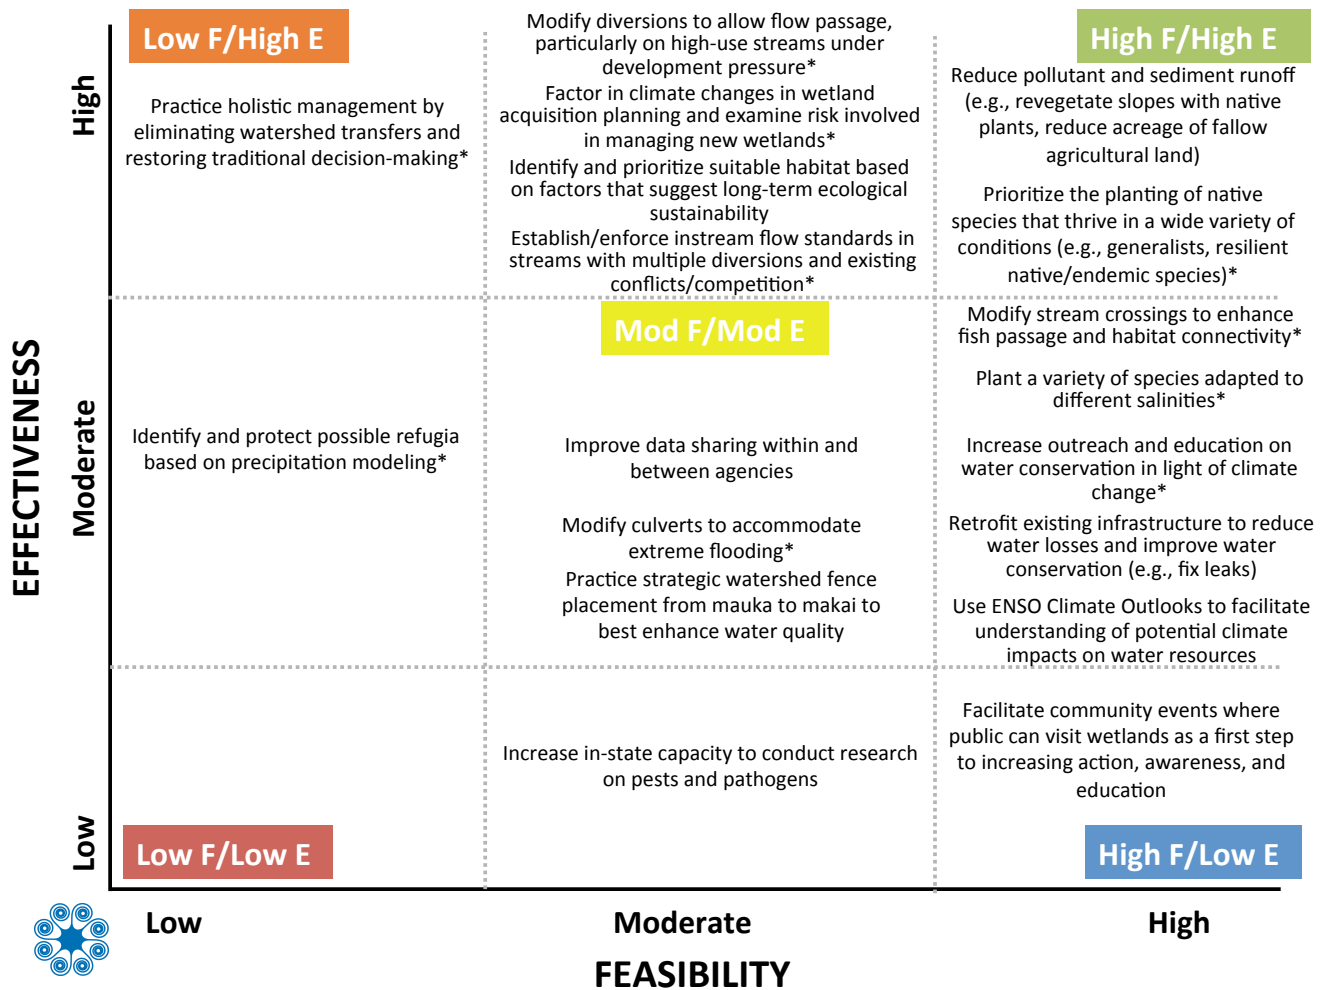 Low F/High E
Practice holistic management by
eliminating watershed transfers and
restoring traditional decision-making*
Modify diversions to allow flow passage,
particularly on high-use streams under
development pressure*
Factor in climate changes in wetland
acquisition planning and examine risk involved
in managing new wetlands*
Identify and prioritize suitable habitat based
on factors that suggest long-term ecological
sustainability
Establish/enforce instream flow standards in
streams with multiple diversions and existing
conflicts/competition*
High F/High E
Reduce pollutant and sediment runoff
(e.g., revegetate slopes with native
plants, reduce acreage of fallow
agricultural land)
Prioritize the planting of native
species that thrive in a wide variety of
conditions (e.g., generalists, resilient
native/endemic species)*
High
Moderate
Low
EFFECTIVENESS
Identify and protect possible refugia
based on precipitation modeling*
Mod F/Mod E
Improve data sharing within and
between agencies
Modify culverts to accommodate
extreme flooding*
Practice strategic watershed fence
placement from mauka to makai to
best enhance water quality
Modify stream crossings to enhance
fish passage and habitat connectivity*
Plant a variety of species adapted to
different salinities*
Increase outreach and education on
water conservation in light of climate
change*
Retrofit existing infrastructure to reduce
water losses and improve water
conservation (e.g., fix leaks)
Use ENSO Climate Outlooks to facilitate
understanding of potential climate
impacts on water resources
Low F/Low E
Increase in-state capacity to conduct research
on pests and pathogens
Facilitate community events where
public can visit wetlands as a first step
to increasing action, awareness, and
education
High F/Low E
Low
Moderate
High
FEASIBILITY